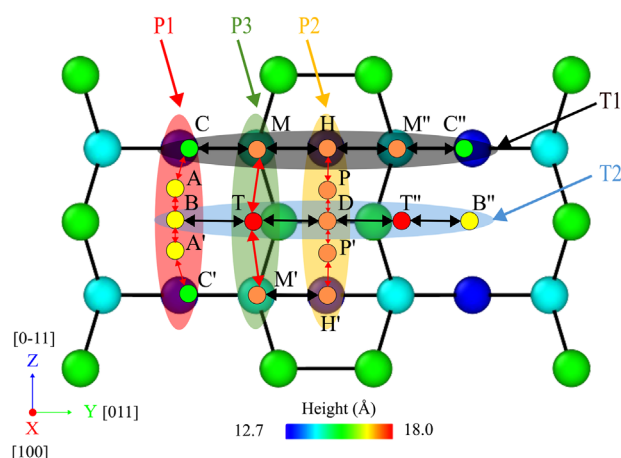 P1 P3 P2
C M H M" C" T1
A P
B T D T" B" T2
A' P'
C' M' H'
[0-11]
Z
Y [011]
X
[100]
Height (Å)
12.7 18.0